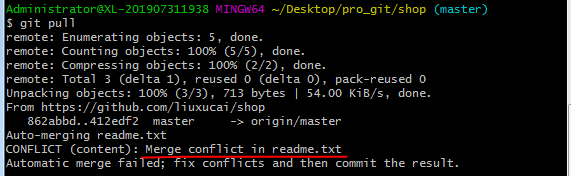 Administrator@XL-201907311938 MINGW64 ~/Desktop/pro_git/shop (master)
$ git pull
remote: Enumerating objects: 5, done.
remote: Counting objects: 100% (5/5), done.
remote: Compressing objects: 100% (2/2), done.
remote: Total 3 (delta 1), reused 0 (delta 0), pack-reused 0
Unpacking objects: 100% (3/3), 713 bytes | 54.00 KiB/s, done.
From https://github.com/liuxucai/shop
   862abbd..412edf2  master     -> origin/master
Auto-merging readme.txt
CONFLICT (content): Merge conflict in readme.txt
Automatic merge failed; fix conflicts and then commit the result.